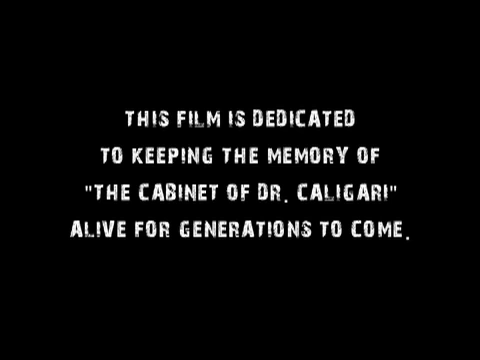 THIS FILM IS DEDICATED
TO KEEPING THE MEMORY OF
"THE CABINET OF DR. CALIGARI"
ALIVE FOR GENERATIONS TO COME.